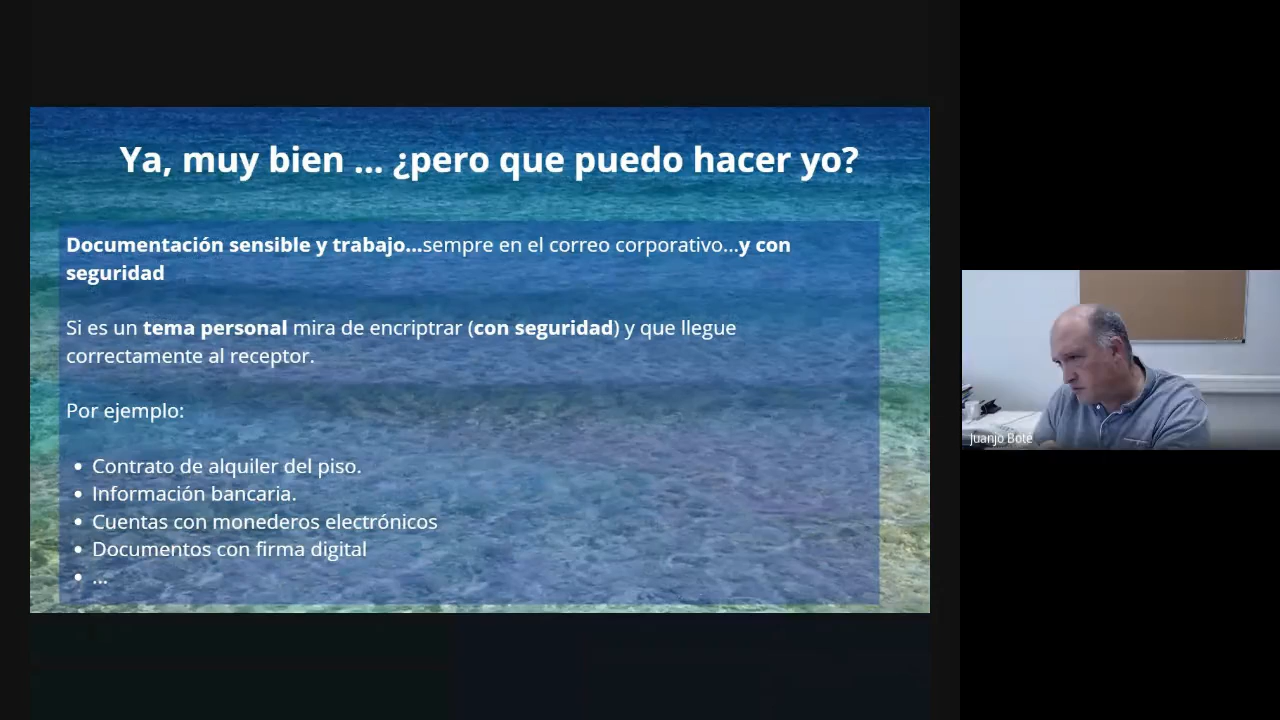 Ya, muy bien ... ¿pero que puedo hacer yo?
Documentación sensible y trabajo...sempre en el correo corporativo...y con
seguridad
Si es un tema personal mira de encriptrar (con seguridad) y que llegue
correctamente al receptor.
Por ejemplo:
• Contrato de alquiler del piso.
• Información bancaria.
• Cuentas con monederos electrónicos
• Documentos con firma digital
• ...
Juanjo Bote